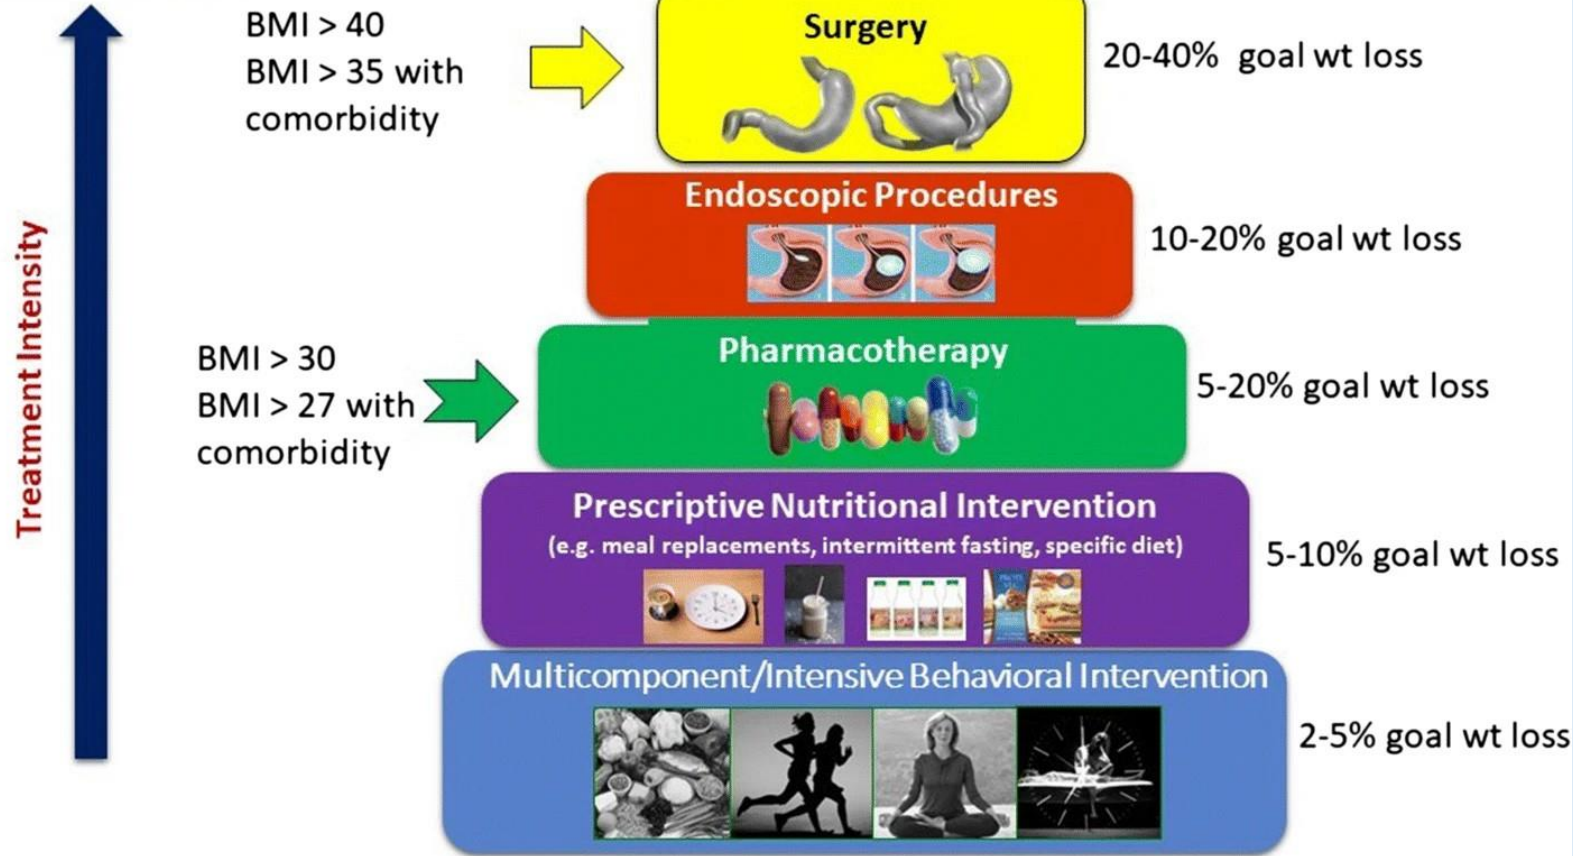 BMI > 40
BMI > 35 with
comorbidity
Surgery
20-40% goal wt loss
Endoscopic Procedures
10-20% goal wt loss
Treatment Intensity
BMI > 30
BMI > 27 with
comorbidity
Pharmacotherapy
5-20% goal wt loss
Prescriptive Nutritional Intervention
(e.g. meal replacements, intermittent fasting, specific diet)
5-10% goal wt loss
Multicomponent/Intensive Behavioral Intervention
2-5% goal wt loss